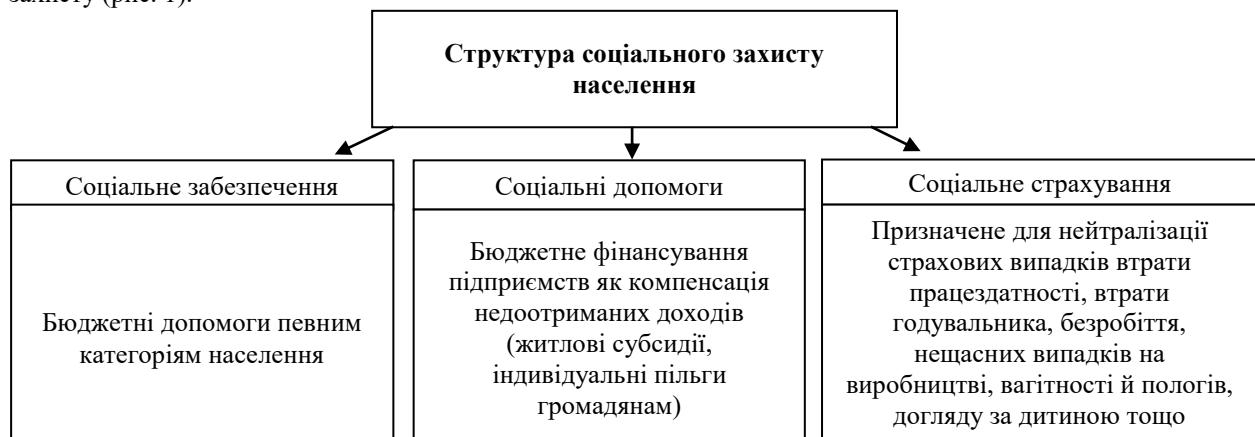 захисту (рис. 1).
Структура соціального захисту
населення
Соціальне забезпечення
Бюджетні допомоги певним
категоріям населення
Соціальні допомоги
Бюджетне фінансування
підприємств як компенсація
недоотриманих доходів
(житлові субсидії,
індивідуальні пільги
громадянам)
Соціальне страхування
Призначене для нейтралізації
страхових випадків втрати
працездатності, втрати
годувальника, безробіття,
нещасних випадків на
виробництві, вагітності й пологів,
догляду за дитиною тощо